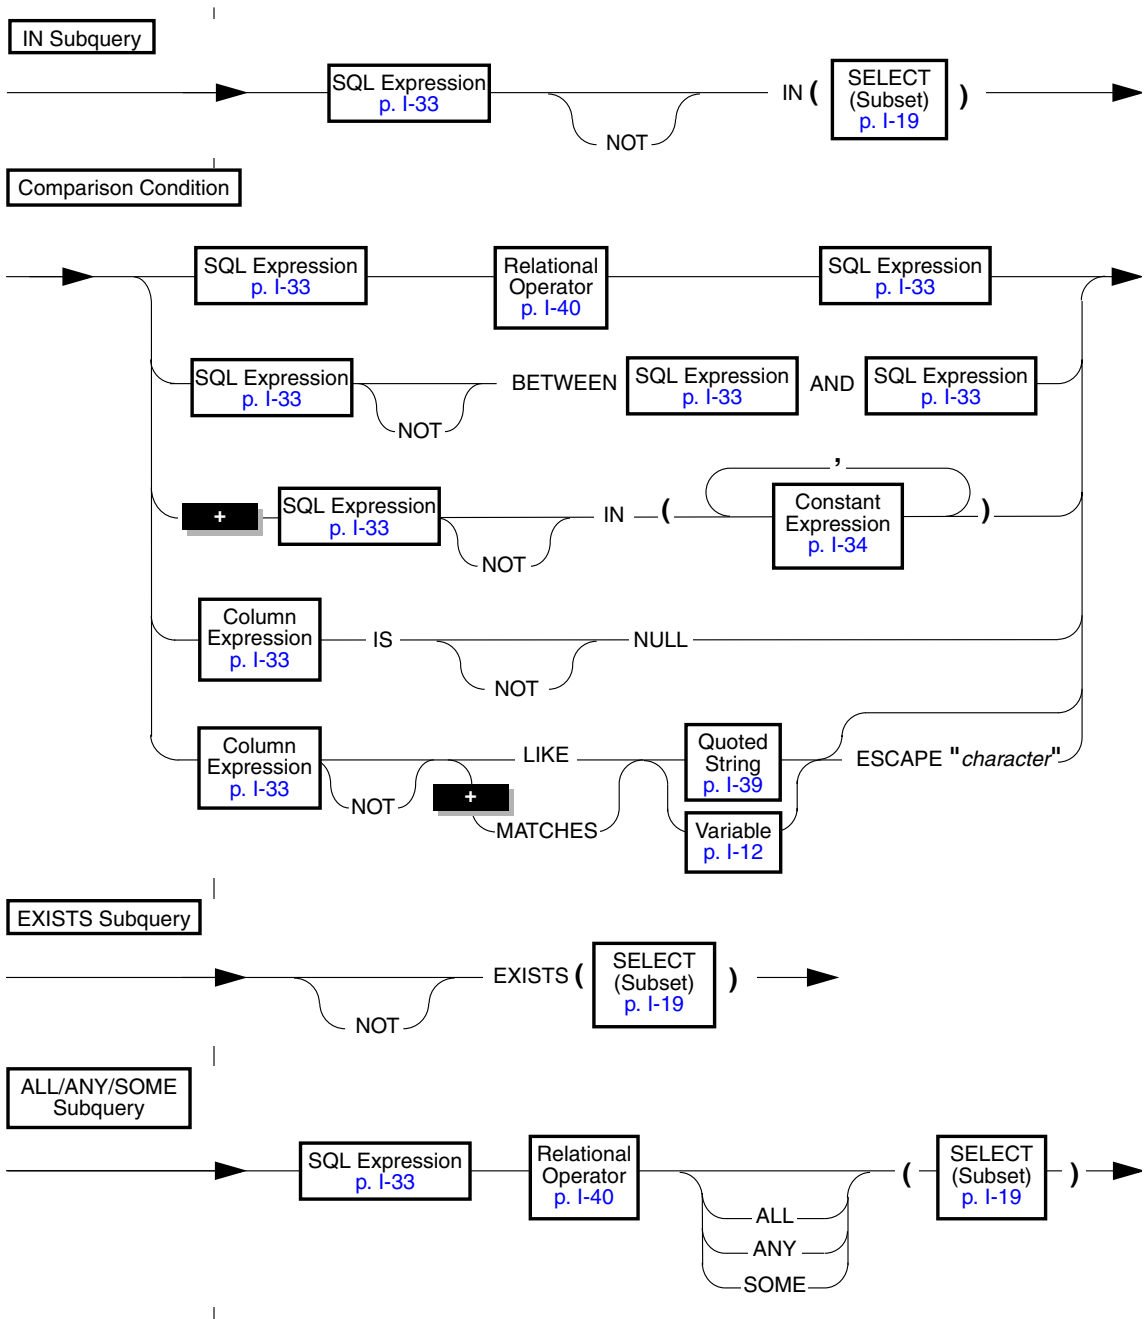 IN Subquery
SQL Expression
p. I-33
NOT
IN (
SELECT
(Subset)
p. I-19
)
Comparison Condition
SQL Expression
p. I-33
Relational
Operator
p. I-40
SQL Expression
p. I-33
SQL Expression
p. I-33
NOT
BETWEEN
SQL Expression
p. I-33
AND
SQL Expression
p. I-33
+
SQL Expression
p. I-33
NOT
IN (
,
Constant
Expression
p. I-34
)
Column
Expression
p. I-33
IS
NOT
NULL
Column
Expression
p. I-33
NOT
LIKE
+
MATCHES
Quoted
String
p. I-39
Variable
p. I-12
ESCAPE "character"
EXISTS Subquery
NOT
EXISTS (
SELECT
(Subset)
p. I-19
)
ALL/ANY/SOME
Subquery
SQL Expression
p. I-33
Relational
Operator
p. I-40
ALL
ANY
SOME
(
SELECT
(Subset)
p. I-19
)